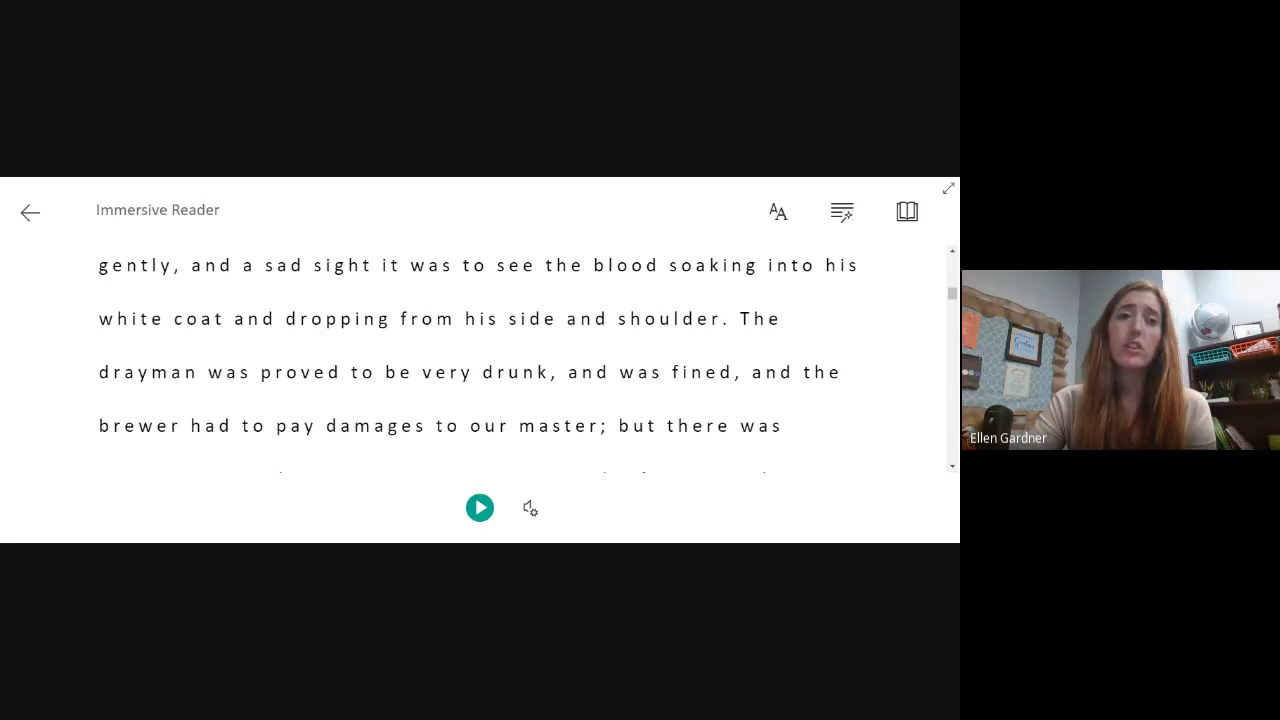 Immersive Reader
gently, and a sad sight it was to see the blood soaking into his
white coat and dropping from his side and shoulder. The
drayman was proved to be very drunk, and was fined, and the
brewer had to pay damages to our master; but there was
Ellen Gardner